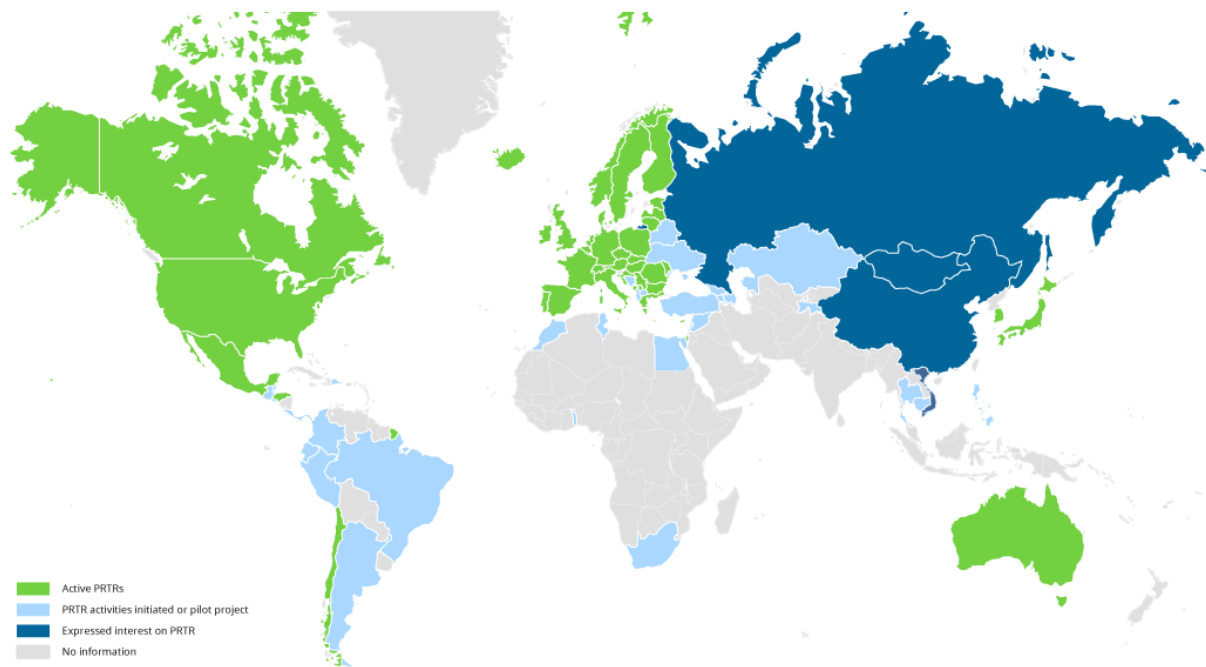 Active PRTRs
PRTR activities initiated or pilot project
Expressed interest on PRTR
No information